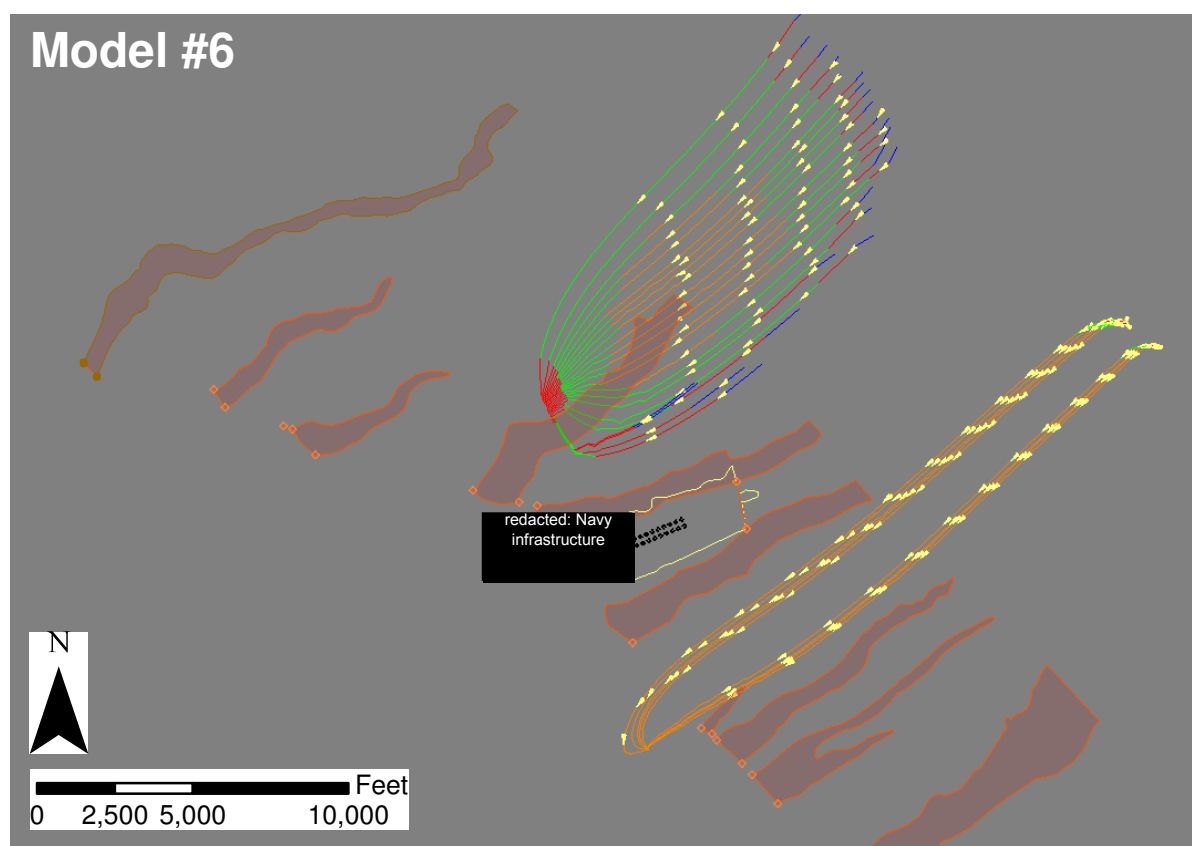 Model #6
redacted: Navy
infrastructure
N
Feet
0 2,500 5,000 10,000